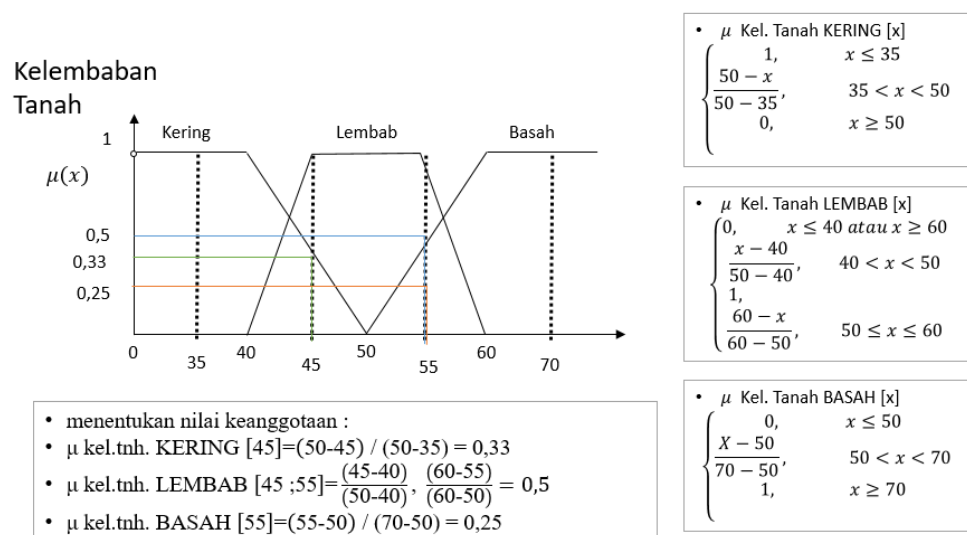 Kelembaban
Tanah
1
Kering
Lembab
Basah
μ(x)
0,5
0,33
0,25
0
35
40
45
50
55
60
70
• menentukan nilai keanggotaan :
• μ kel.tnh. KERING [45]=(50-45) / (50-35) = 0,33
• μ kel.tnh. LEMBAB [45 ;55]=(45-40)/(50-40), (60-55)/(60-50) = 0,5
• μ kel.tnh. BASAH [55]=(55-50) / (70-50) = 0,25
• μ Kel. Tanah KERING [x]
1, x ≤ 35
50 − x
50 − 35, 35 < x < 50
0, x ≥ 50
• μ Kel. Tanah LEMBAB [x]
0, x ≤ 40 atau x ≥ 60
x − 40
50 − 40, 40 < x < 50
1,
60 − x
60 − 50, 50 ≤ x ≤ 60
• μ Kel. Tanah BASAH [x]
0, x ≤ 50
X − 50
70 − 50, 50 < x < 70
1, x ≥ 70